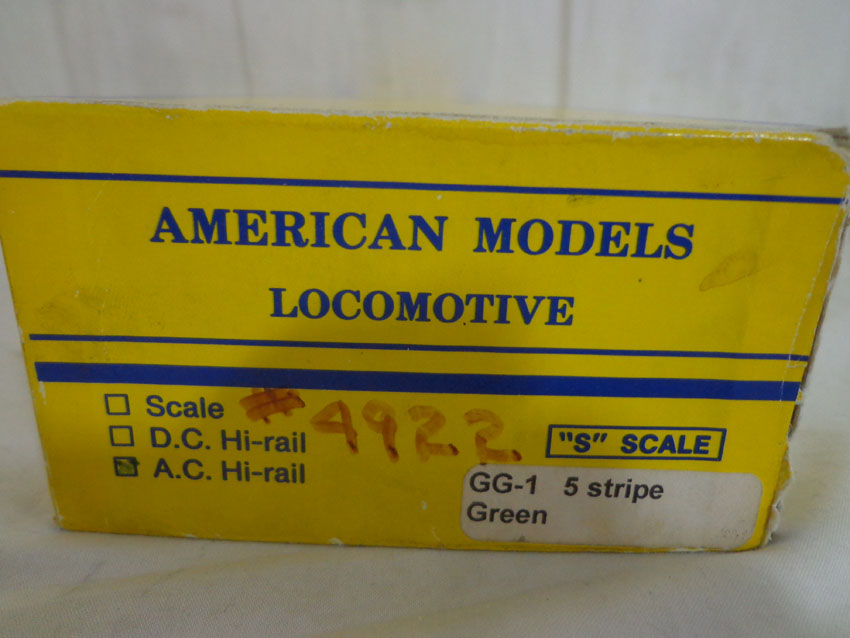 AMERICAN MODELS
LOCOMOTIVE
Scale
D.C. Hi-rail
A.C. Hi-rail
# 4922
"S" SCALE
GG-1 5 stripe
Green